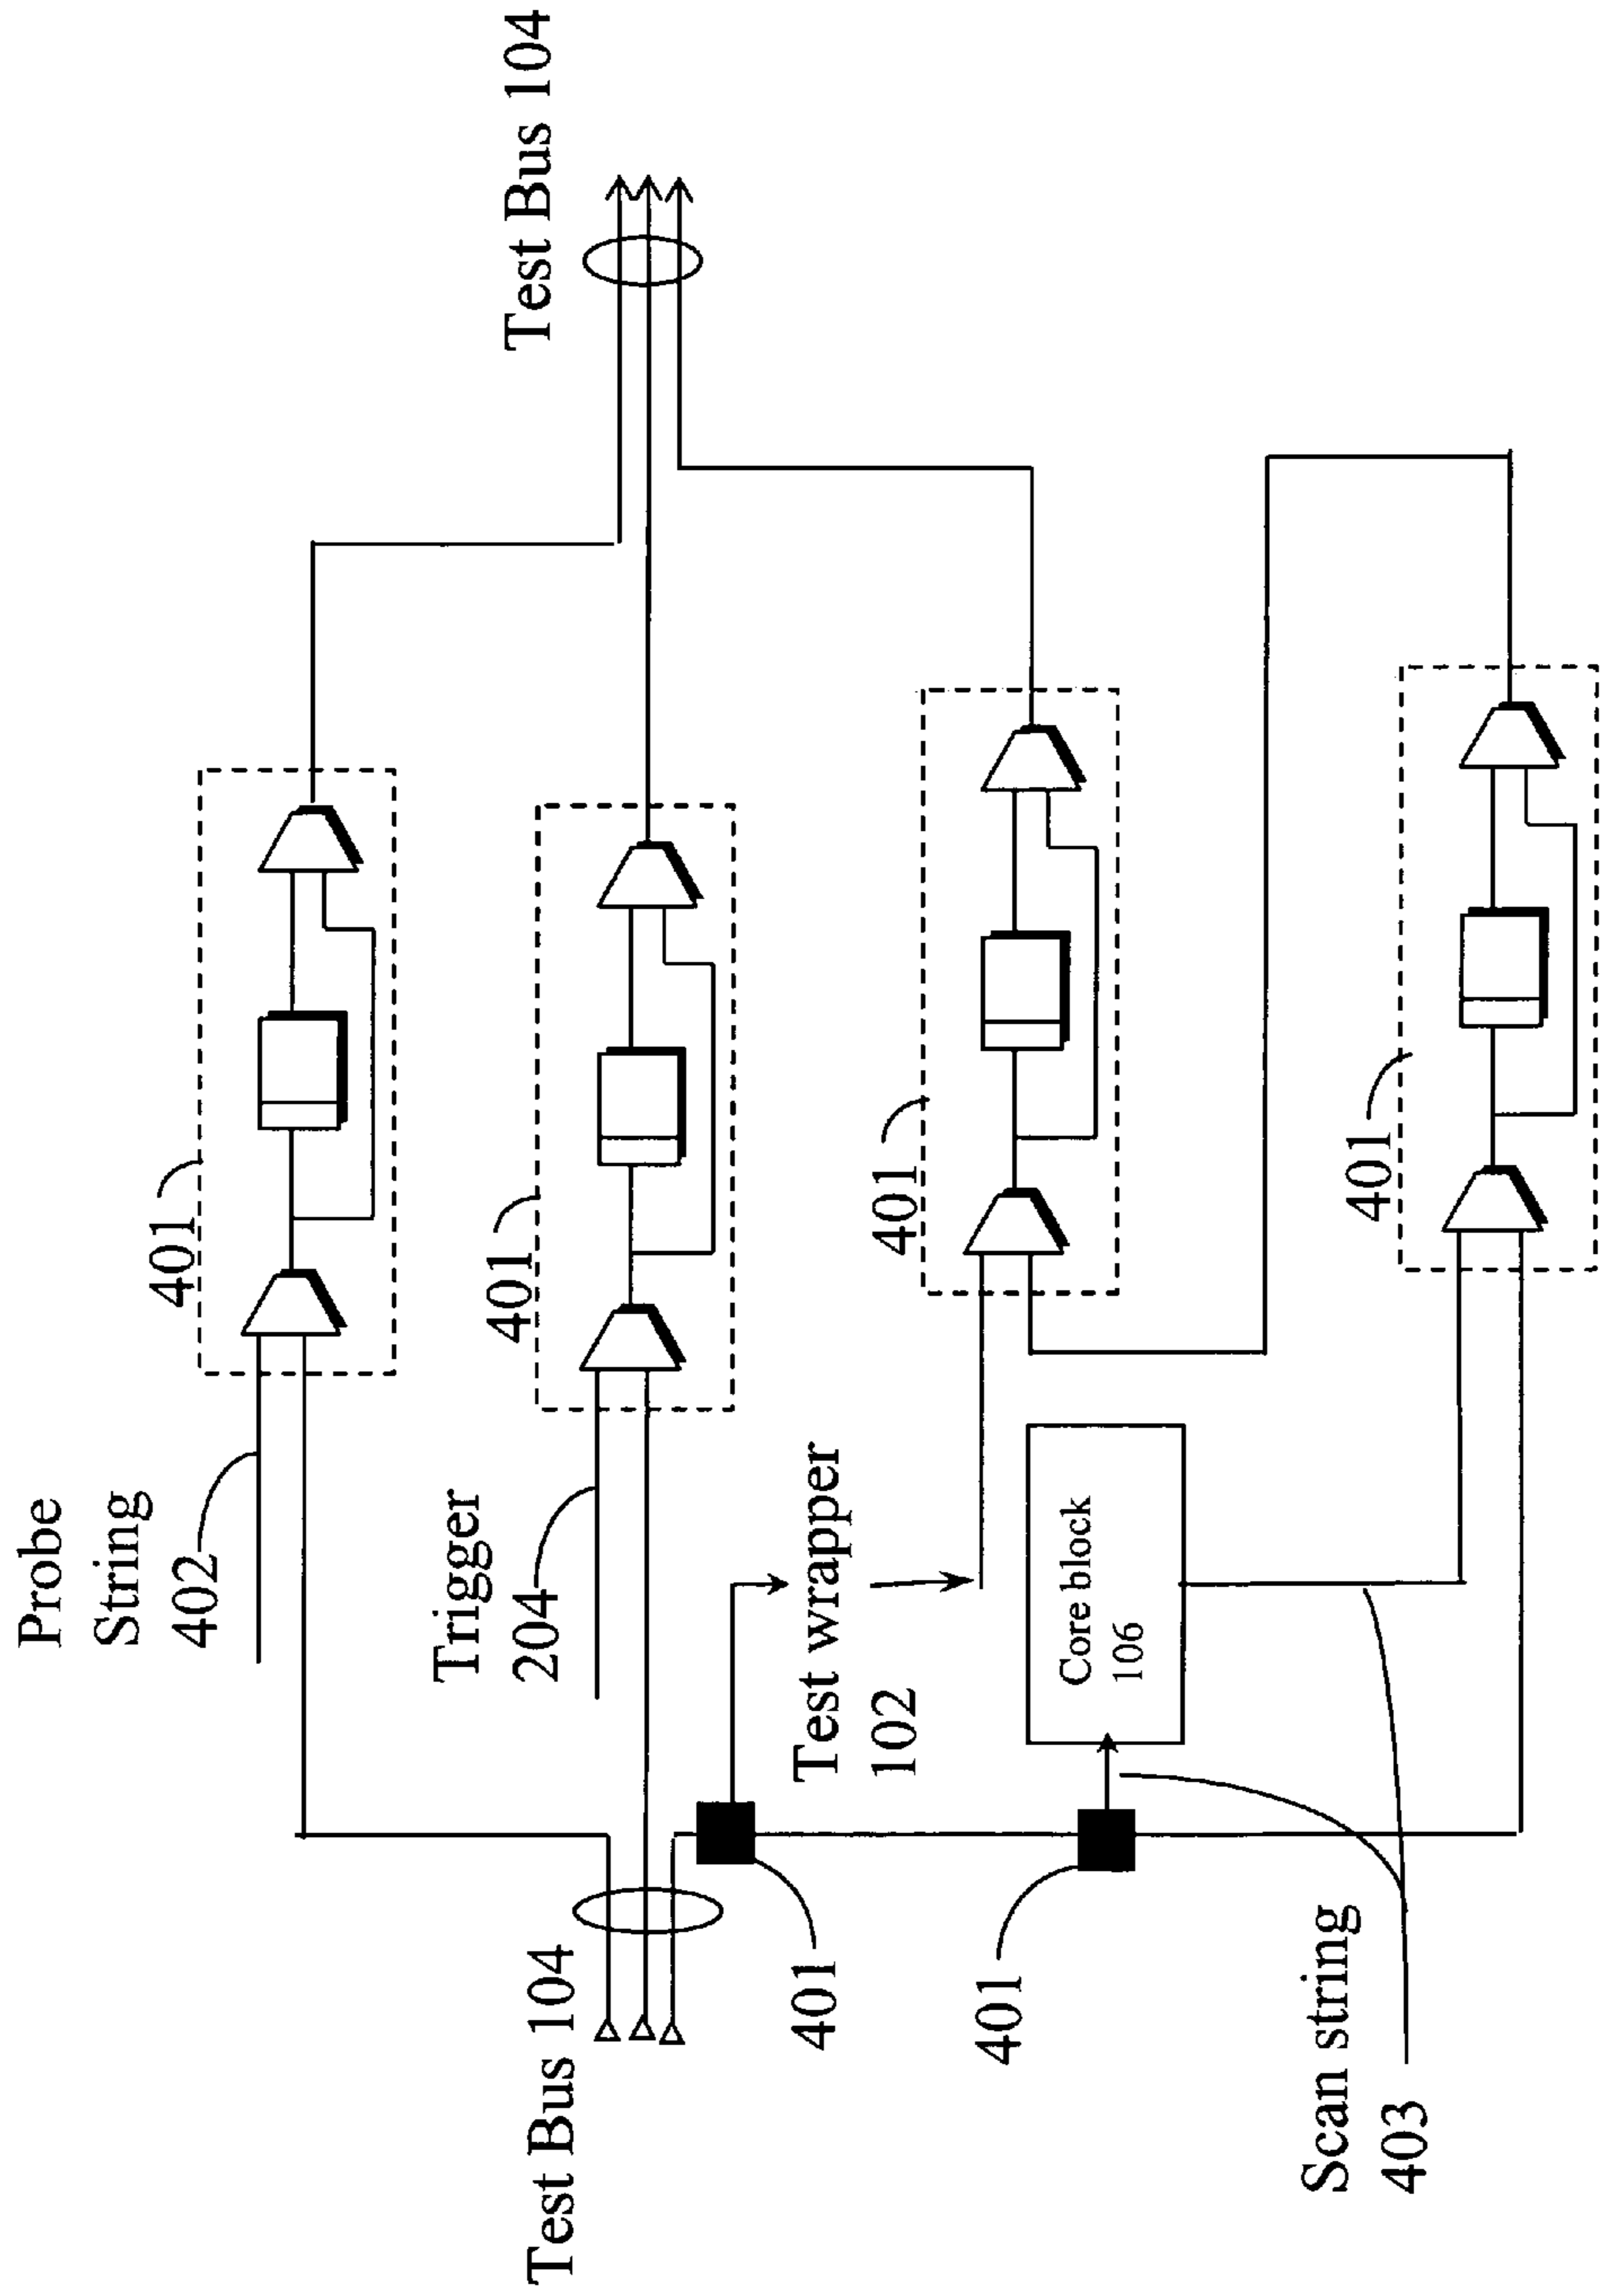 Probe
String
402
401
Test Bus 104
Trigger
204
401
Test Bus 104
Test wrapper
102
401
401
Core block
106
401
401
Scan string
403